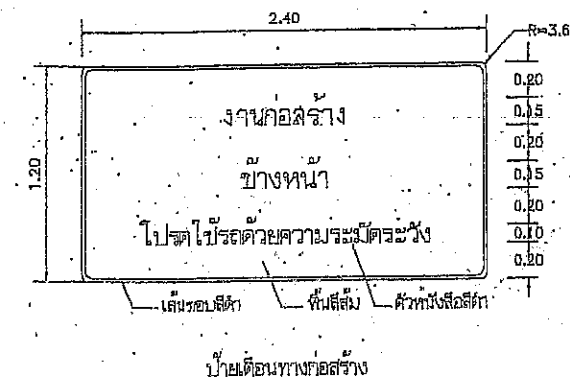 2.40
R=3.6
1.20
0.20
0.15
0.20
0.15
0.20
0.10
0.20
งานก่อสร้าง
ข้างหน้า
โปรดใช้รถด้วยความระมัดระวัง
เส้นรอบสีดำ
พื้นสีส้ม
ตัวหนังสือสีดำ
ป้ายเตือนทางก่อสร้าง